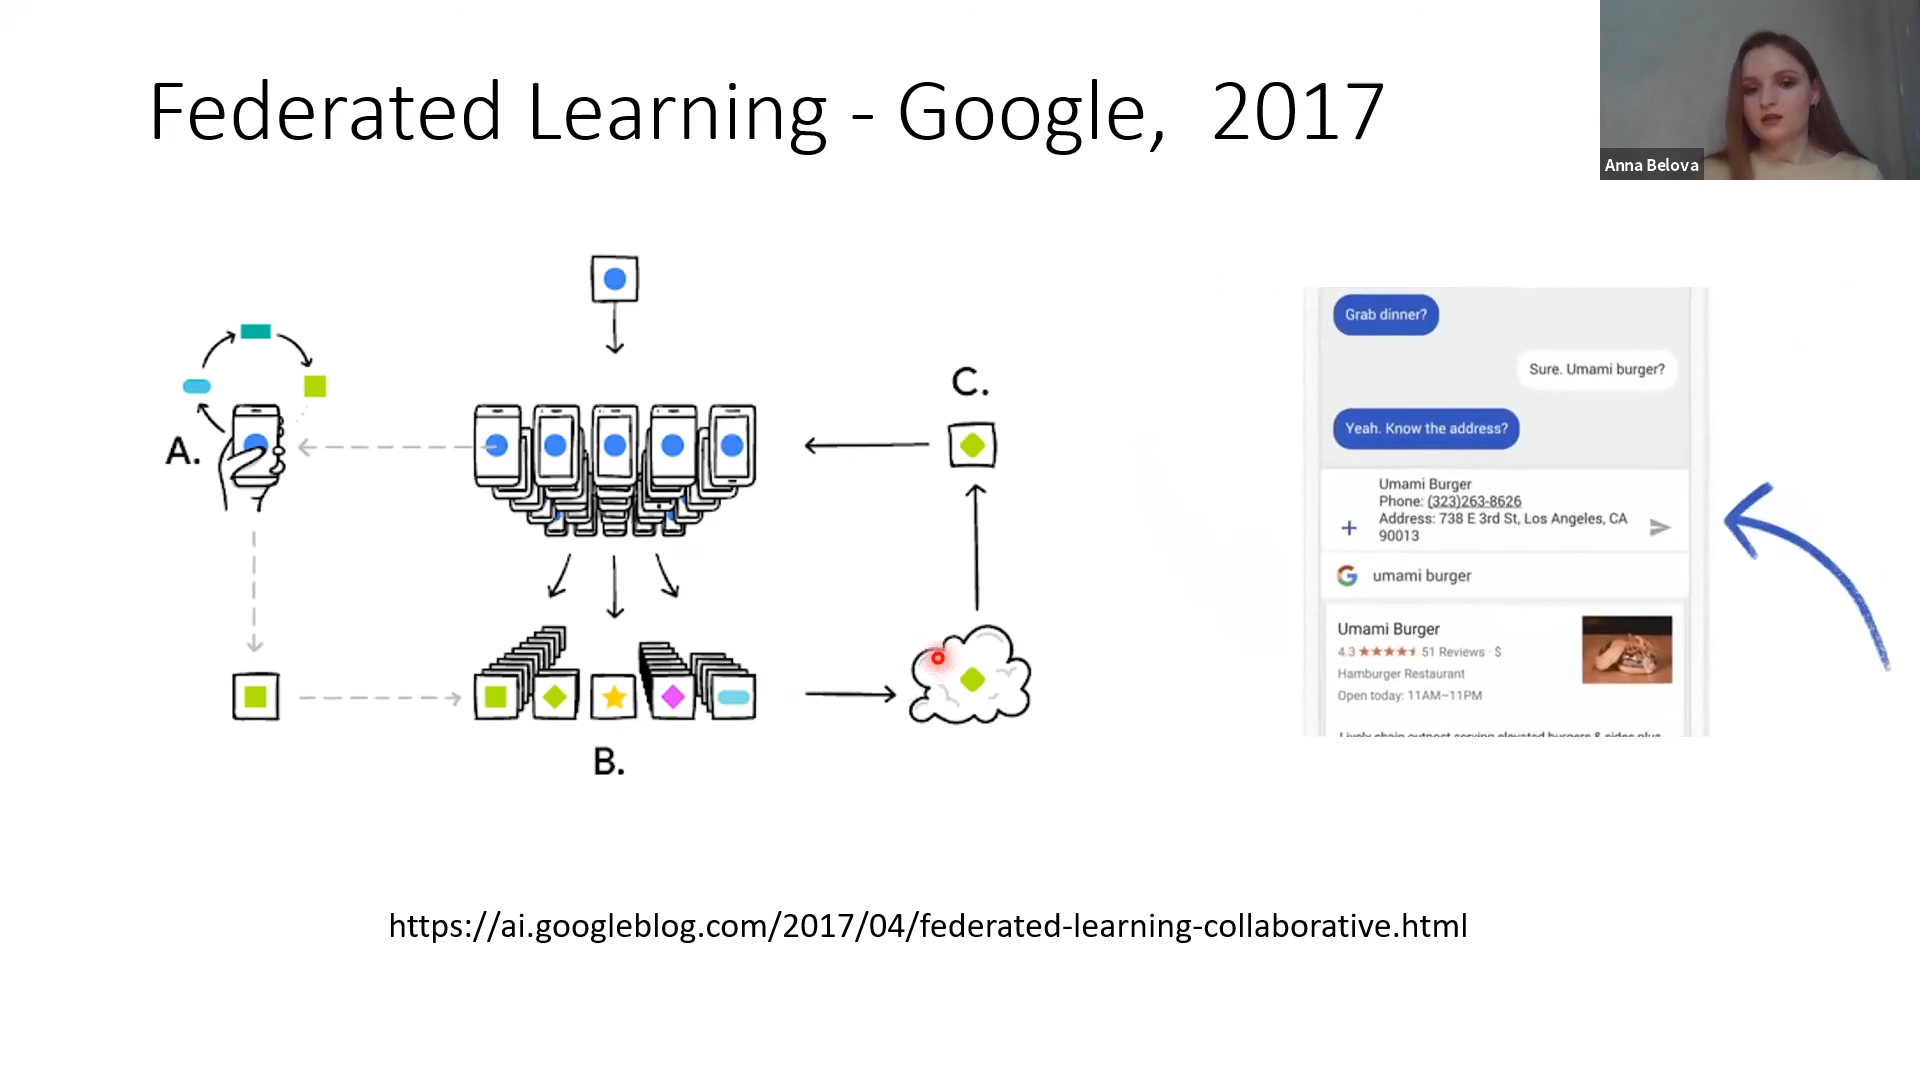 Federated Learning - Google, 2017
Anna Belova
A.
B.
C.
Grab dinner?
Sure. Umami burger?
Yeah. Know the address?
Umami Burger
Phone: (323)263-8626
Address: 738 E 3rd St, Los Angeles, CA
90013
umami burger
Umami Burger
4.3 ★★★★★ 51 Reviews · $
Hamburger Restaurant
Open today: 11AM–11PM
https://ai.googleblog.com/2017/04/federated-learning-collaborative.html